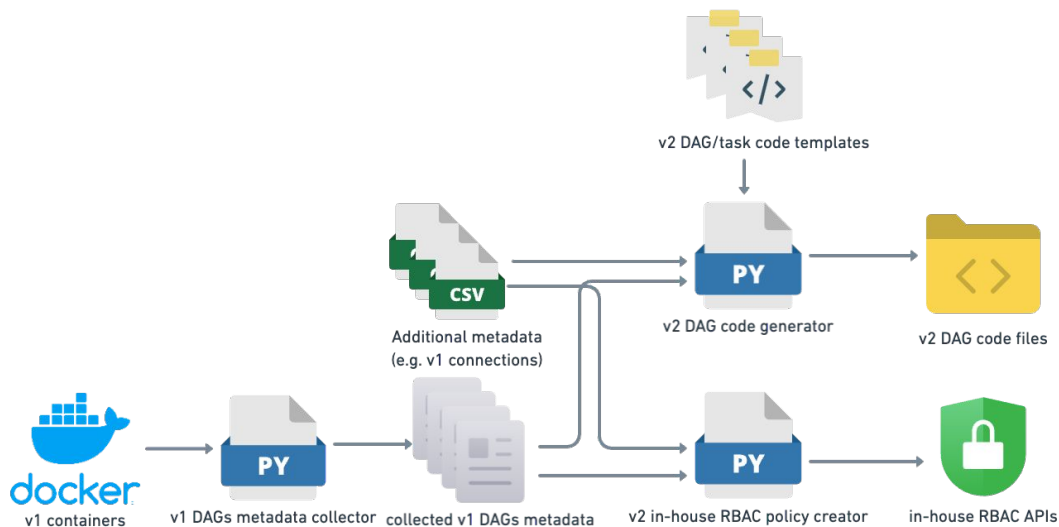 </>
v2 DAG/task code templates
CSV
Additional metadata
(e.g. v1 connections)
PY
v2 DAG code generator
< >
v2 DAG code files
docker
v1 containers
PY
v1 DAGs metadata collector
collected v1 DAGs metadata
PY
v2 in-house RBAC policy creator
in-house RBAC APIs